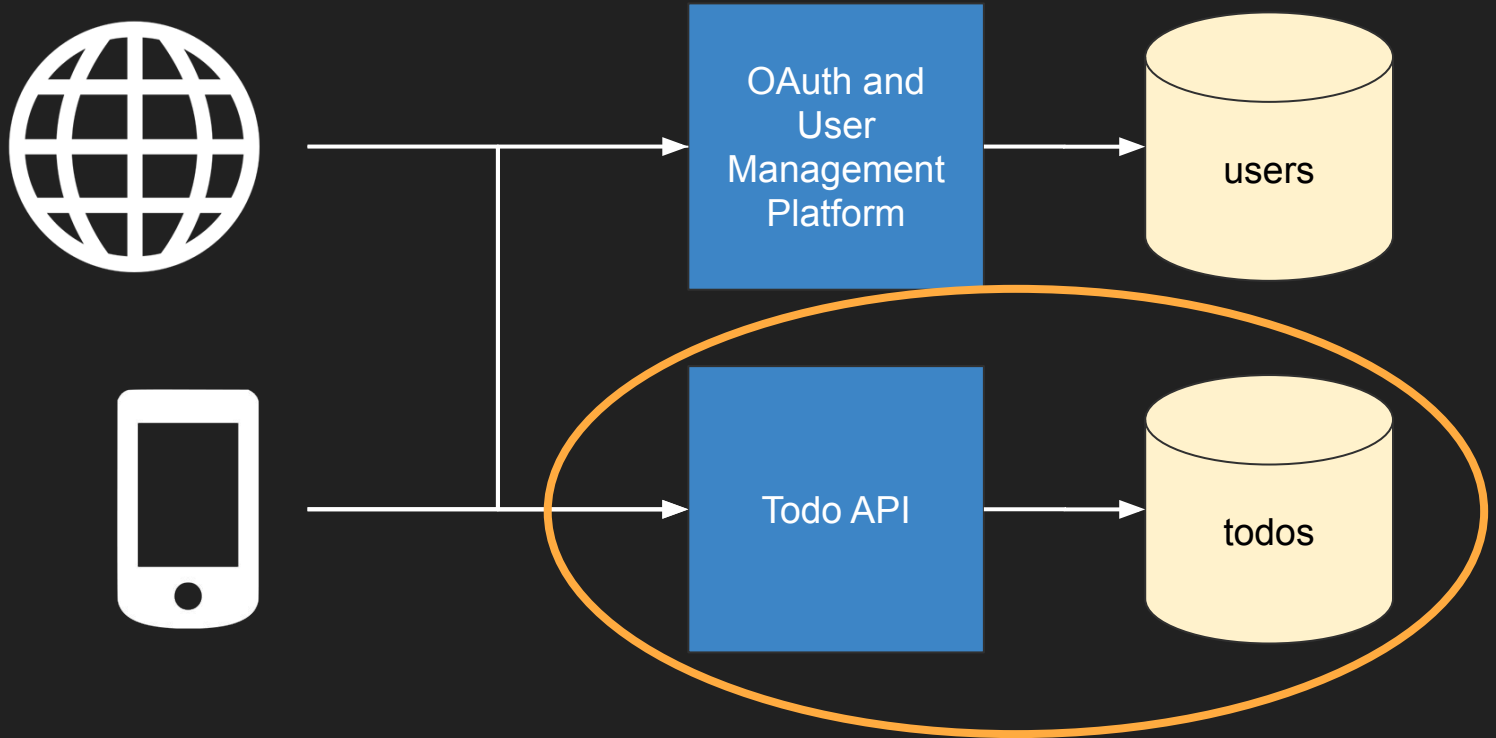 OAuth and
User
Management
Platform
users
Todo API
todos